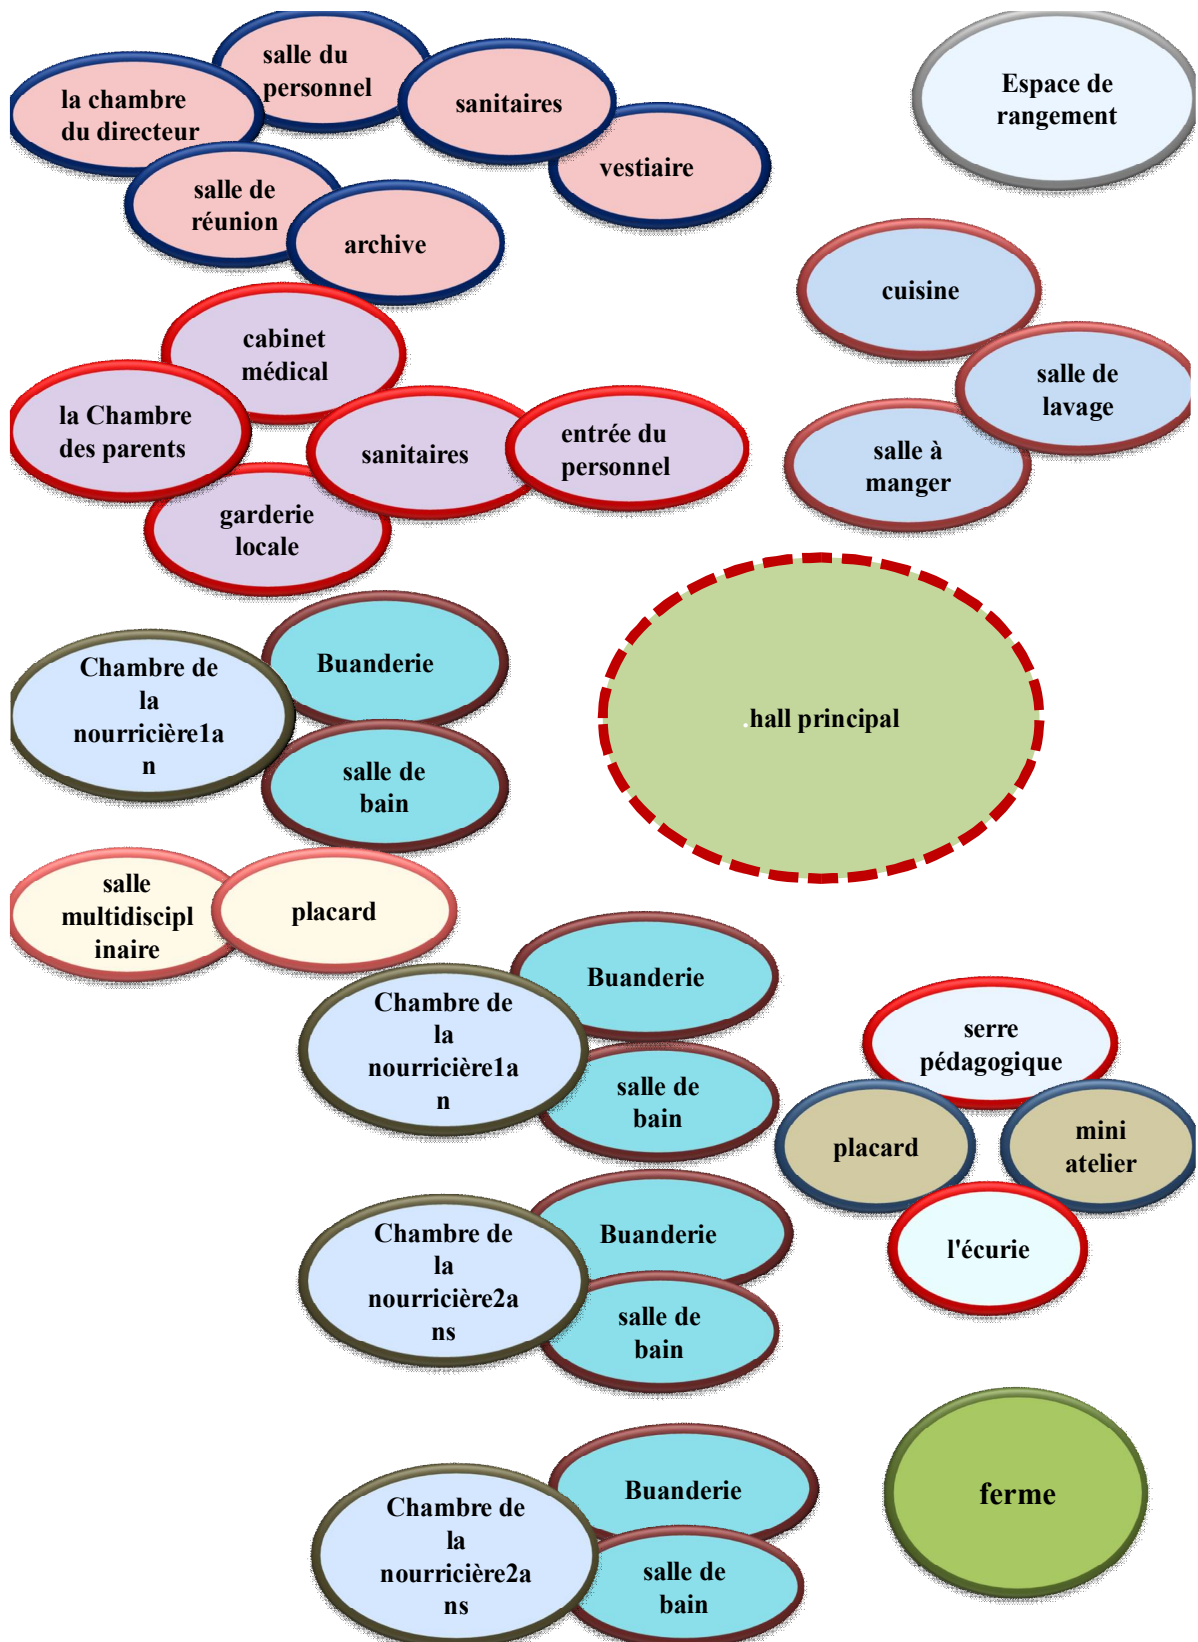 salle du
personnel
la chambre
du directeur
sanitaires
vestiaire
salle de
réunion
archive
Espace de
rangement
cuisine
salle de
lavage
salle à
manger
cabinet
médical
la Chambre
des parents
sanitaires
entrée du
personnel
garderie
locale
Buanderie
Chambre de
la
nourricière1a
n
salle de
bain
.hall principal
salle
multidiscipl
inaire
placard
Buanderie
Chambre de
la
nourricière1a
n
salle de
bain
serre
pédagogique
placard
mini
atelier
l'écurie
Buanderie
Chambre de
la
nourricière2a
ns
salle de
bain
ferme
Buanderie
Chambre de
la
nourricière2a
ns
salle de
bain